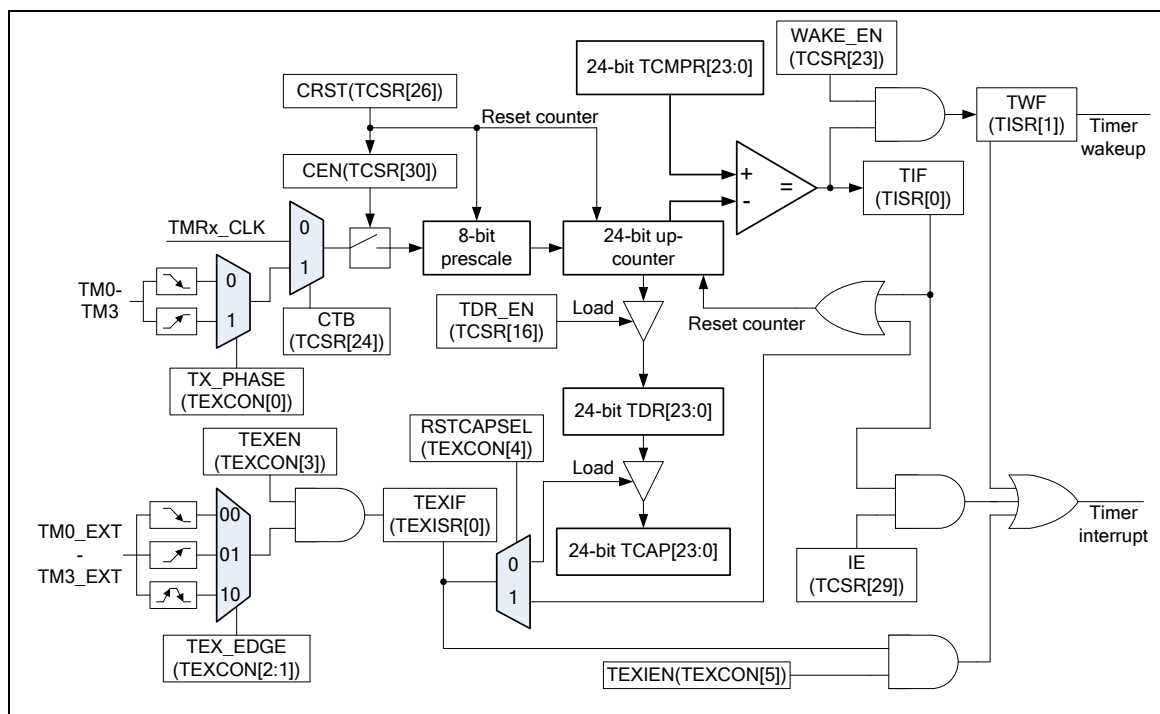 WAKE_EN
(TCSR[23])
24-bit TCMPR[23:0]
CRST(TCSR[26])
Reset counter
TWF
(TISR[1])
Timer
wakeup
CEN(TCSR[30])
+
=
-
TIF
(TISR[0])
TMRx_CLK
0
1
8-bit
prescale
24-bit up-
counter
TM0-
TM3
0
1
TDR_EN
(TCSR[16])
Load
Reset counter
CTB
(TCSR[24])
TX_PHASE
(TEXCON[0])
24-bit TDR[23:0]
RSTCAPSEL
(TEXCON[4])
TEXEN
(TEXCON[3])
Load
TEXIF
(TEXISR[0])
TM0_EXT
-
TM3_EXT
00
01
10
24-bit TCAP[23:0]
0
1
Timer
interrupt
IE
(TCSR[29])
TEX_EDGE
(TEXCON[2:1])
TEXIEN(TEXCON[5])